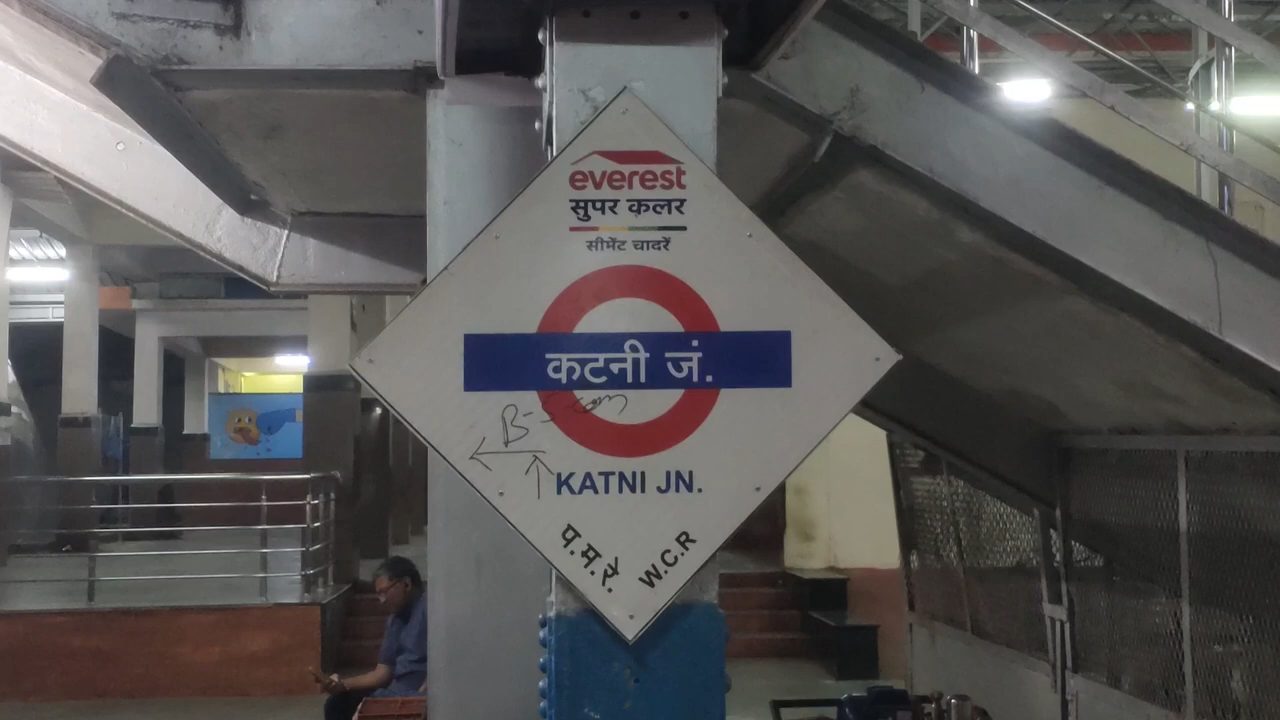 everest
सुपर कलर
सीमेंट चादरें
कटनी जं.
KATNI JN.
प.म.रे.
W.C.R